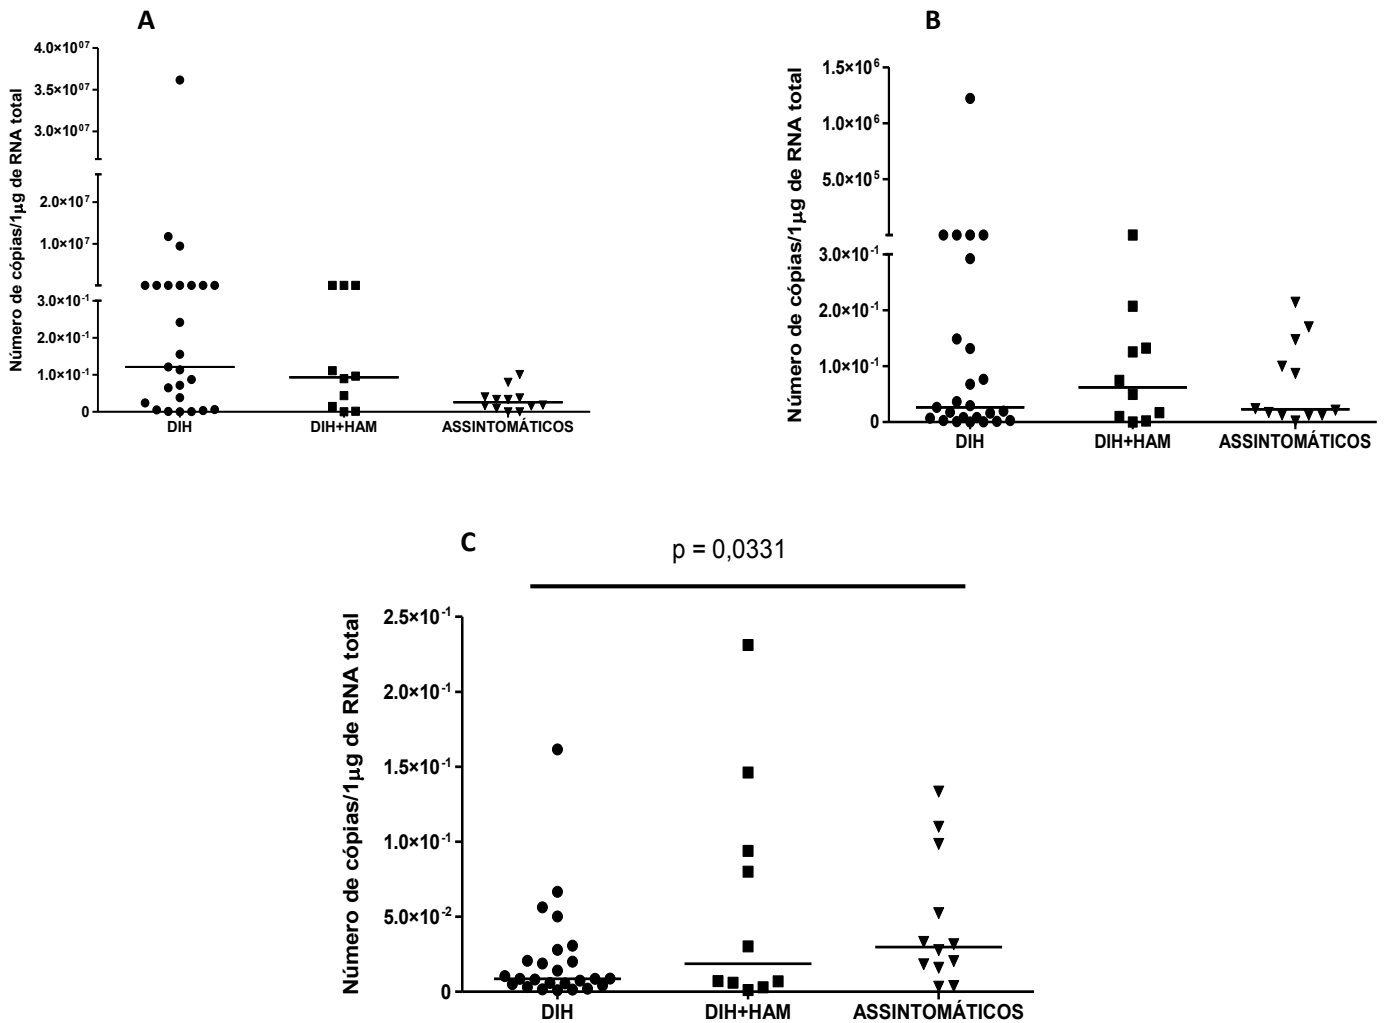 A
Número de cópias/1µg de RNA total
4.0×10⁰⁷
3.5×10⁰⁷
3.0×10⁰⁷
2.0×10⁷
1.0×10⁷
3.0×10⁻¹
2.0×10⁻¹
1.0×10⁻¹
0
DIH
DIH+HAM
ASSINTOMÁTICOS
B
Número de cópias/1µg de RNA total
1.5×10⁶
1.0×10⁶
5.0×10⁵
3.0×10⁻¹
2.0×10⁻¹
1.0×10⁻¹
0
DIH
DIH+HAM
ASSINTOMÁTICOS
C
p = 0,0331
Número de cópias/1µg de RNA total
2.5×10⁻¹
2.0×10⁻¹
1.5×10⁻¹
1.0×10⁻¹
5.0×10⁻²
0
DIH
DIH+HAM
ASSINTOMÁTICOS